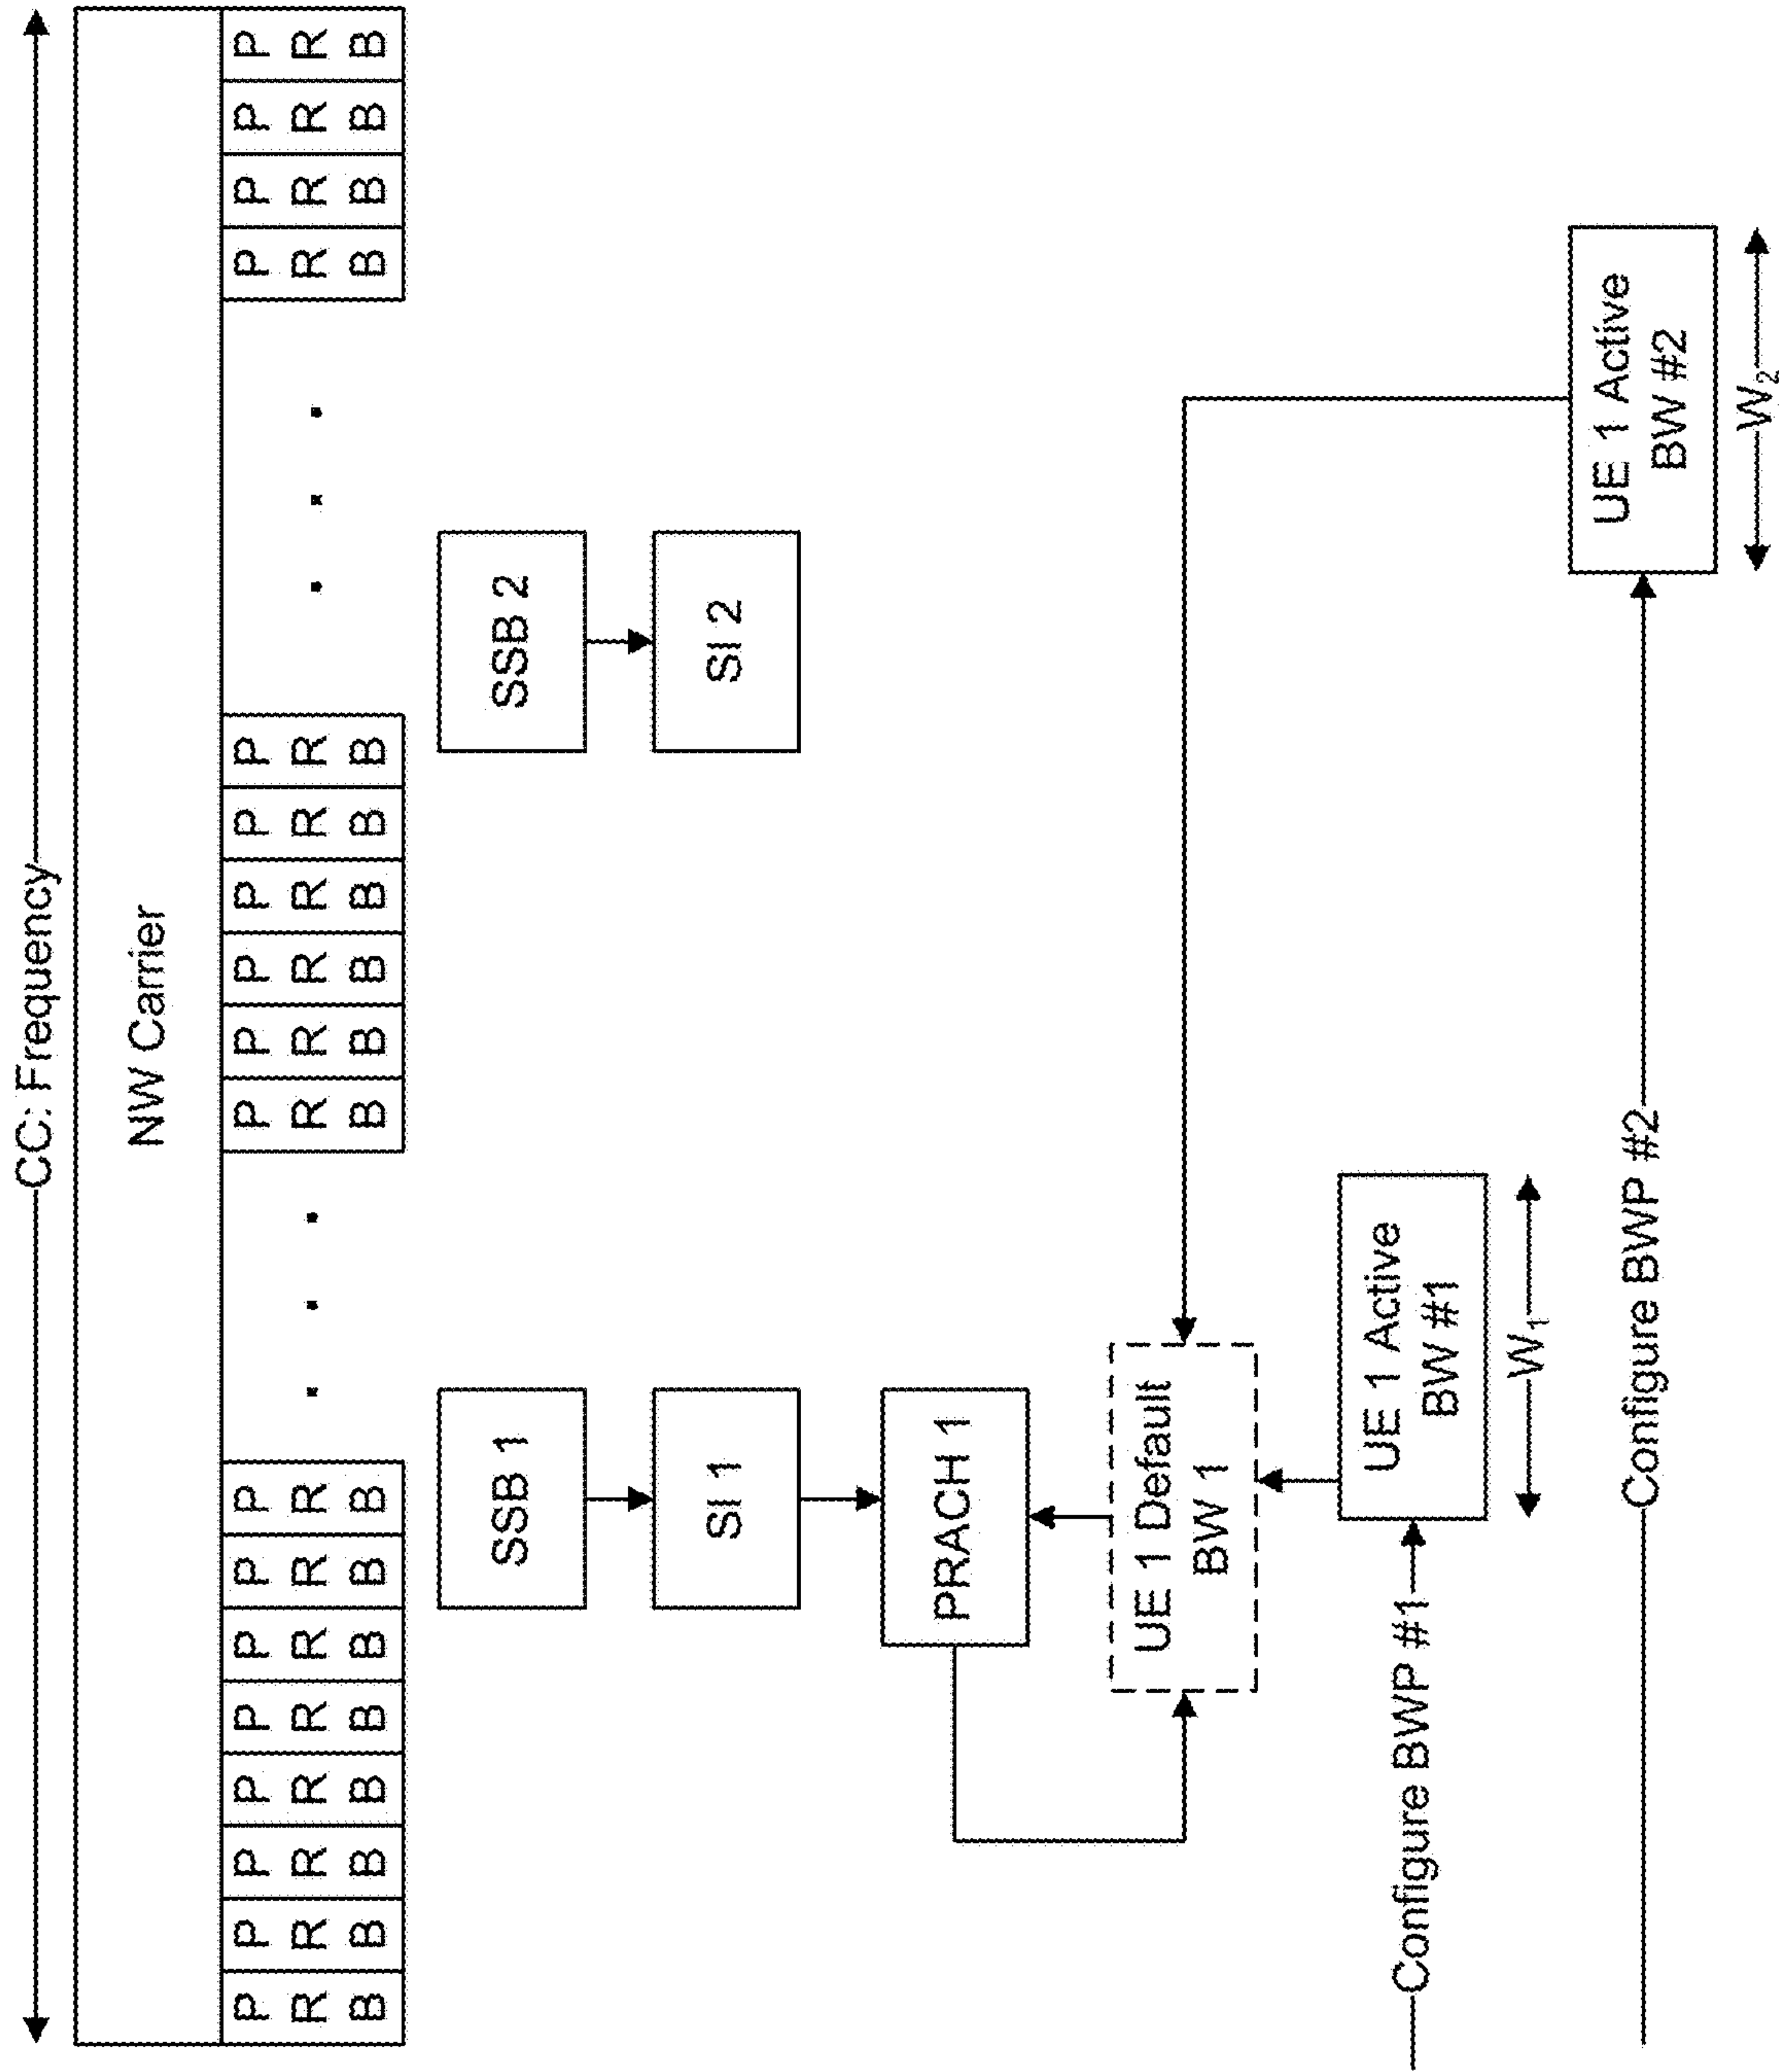 CC: Frequency
NW Carrier
PRB PRB PRB PRB PRB PRB PRB PRB . . . PRB PRB PRB PRB PRB PRB . . . PRB PRB PRB PRB
SSB 1
SSB 2
SI 1
SI 2
PRACH 1
UE 1 Default
BW 1
Configure BWP #1
UE 1 Active
BW #1
W₁
Configure BWP #2
UE 1 Active
BW #2
W₂